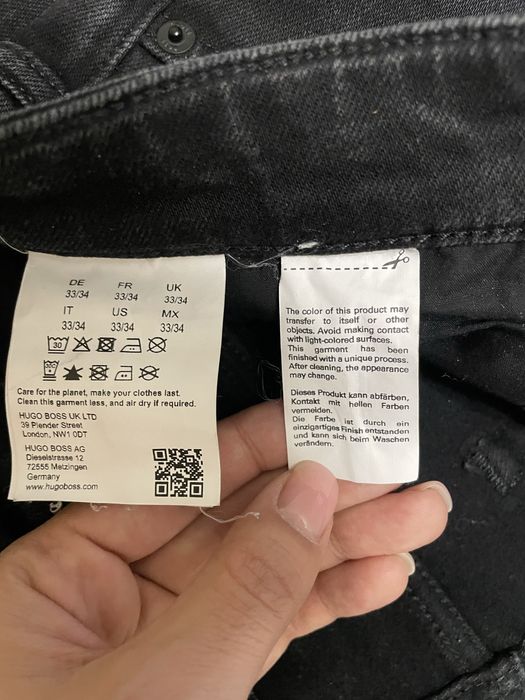 DE FR UK
33/34 33/34 33/34
IT US MX
33/34 33/34 33/34
30
Care for the planet, make your clothes last.
Clean this garment less, and air dry if required.
HUGO BOSS UK LTD
39 Plender Street
London, NW1 0DT
HUGO BOSS AG
Dieselstrasse 12
72555 Metzingen
Germany
www.hugoboss.com
The color of this product may
transfer to itself or other
objects. Avoid making contact
with light-colored surfaces.
This garment has been
finished with a unique process.
After cleaning, the appearance
may change.
Dieses Produkt kann abfärben,
Kontakt mit hellen Farben
vermeiden.
Die Farbe ist durch ein
einzigartiges Finish entstanden
und kann sich beim Waschen
verändern.